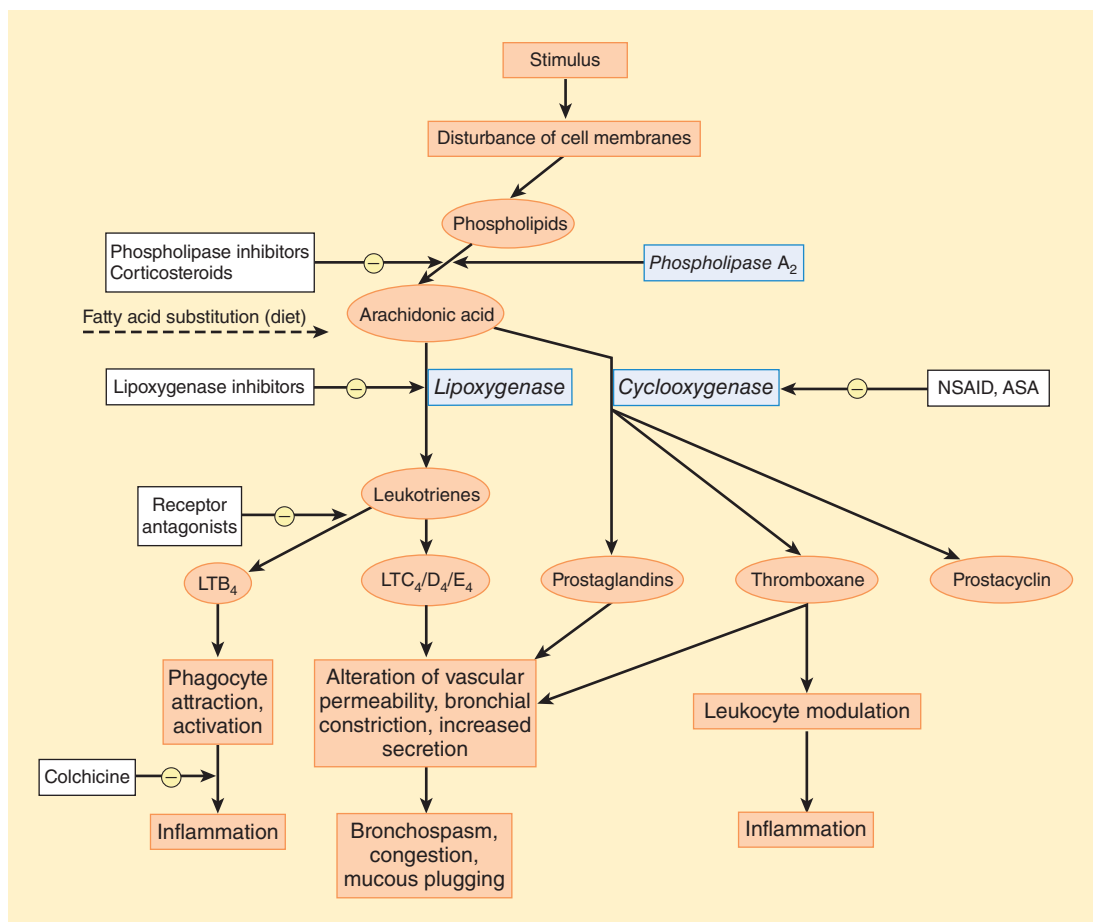 Stimulus
Disturbance of cell membranes
Phospholipids
Phospholipase inhibitors
Corticosteroids
Phospholipase A2
Fatty acid substitution (diet)
Arachidonic acid
Lipoxygenase inhibitors
Lipoxygenase
Cyclooxygenase
NSAID, ASA
Receptor
antagonists
Leukotrienes
LTB4
LTC4/D4/E4
Prostaglandins
Thromboxane
Prostacyclin
Phagocyte
attraction,
activation
Alteration of vascular
permeability, bronchial
constriction, increased
secretion
Leukocyte modulation
Colchicine
Inflammation
Bronchospasm,
congestion,
mucous plugging
Inflammation